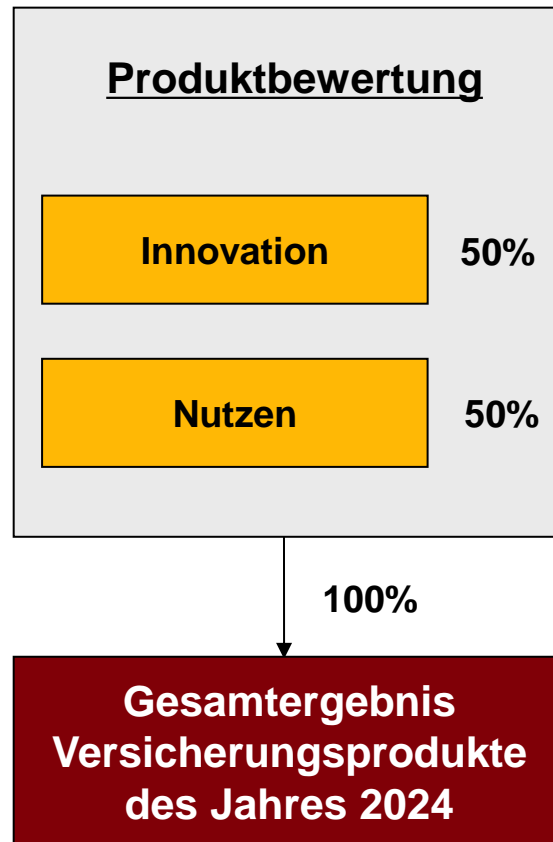 Produktbewertung
Innovation 50%
Nutzen 50%
100%
Gesamtergebnis
Versicherungsprodukte
des Jahres 2024